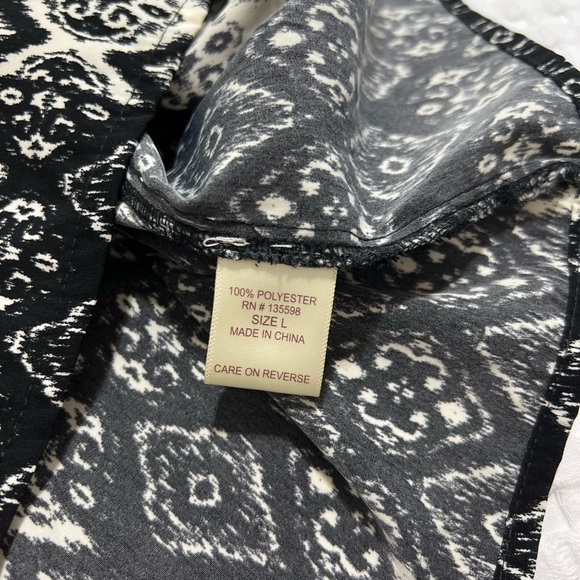 100% POLYESTER
RN # 135598
SIZE L
MADE IN CHINA
CARE ON REVERSE